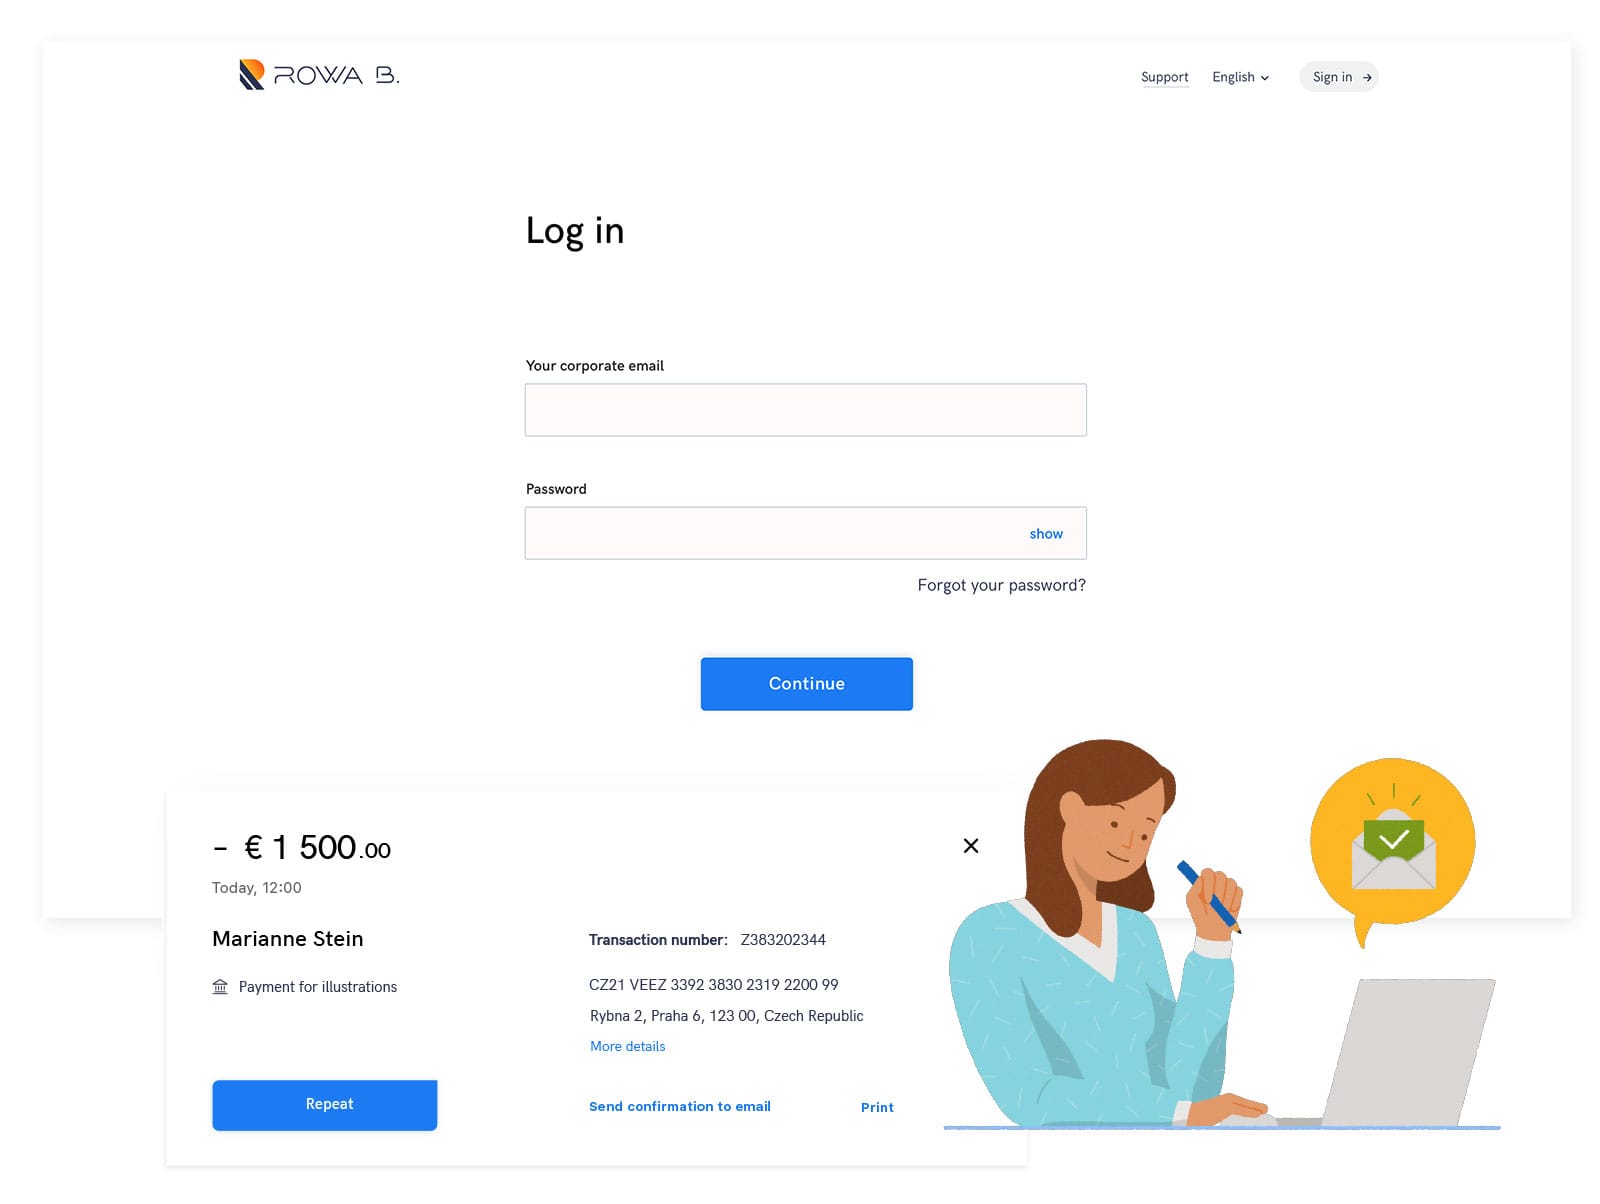 ROWA B.
Support English Sign in →
Log in
Your corporate email
Password
show
Forgot your password?
Continue
- € 1 500.00
Today, 12:00
Marianne Stein
Payment for illustrations
Repeat
Transaction number: Z383202344
CZ21 VEEZ 3392 3830 2319 2200 99
Rybna 2, Praha 6, 123 00, Czech Republic
More details
Send confirmation to email Print